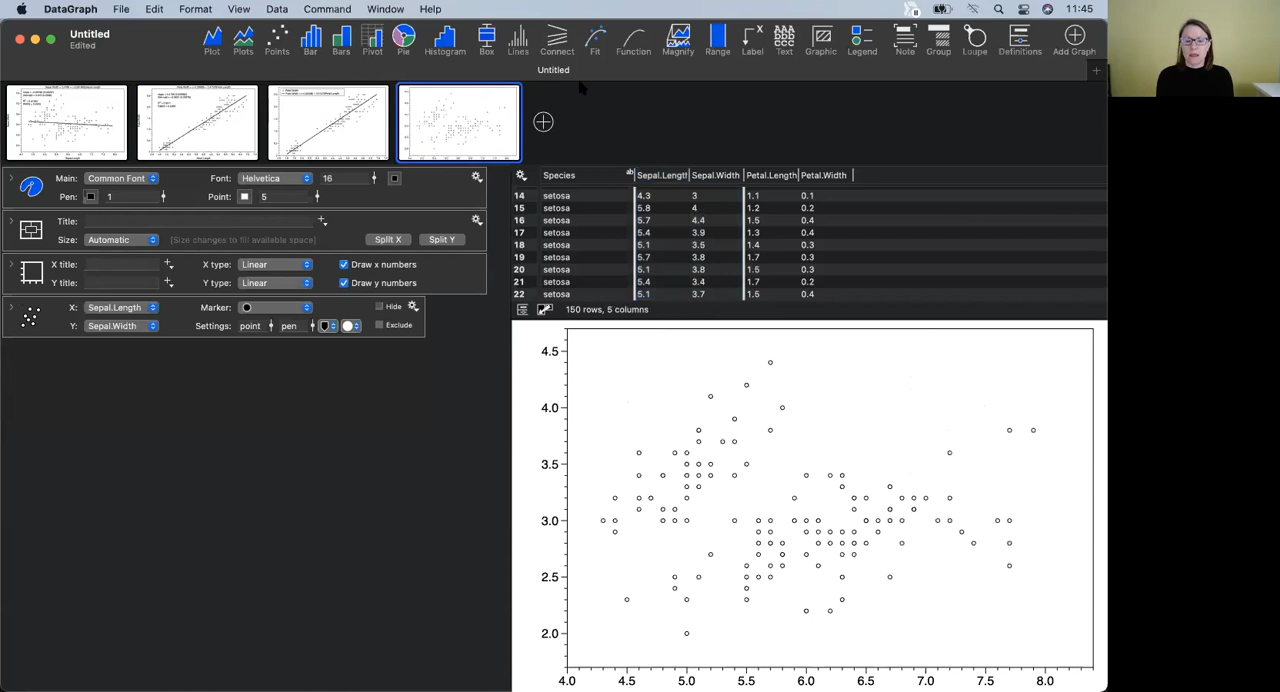 DataGraph File Edit Format View Data Command Window Help 11:45
Untitled
Edited
Plot Plots Points Bars Bars Pivot Pie Histogram Box Lines Connect Fit Function Magnify Range Label Text Graphic Legend Note Group Loupe Definitions Add Graph
Untitled
Main: Common Font Font: Helvetica 16
Pen: 1 Point: 5
Title:
Size: Automatic [Size changes to fill available space] Split X Split Y
X title: X type: Linear Draw x numbers
Y title: Y type: Linear Draw y numbers
X: Sepal.Length Marker: Hide
Y: Sepal.Width Settings: point pen Exclude
Species Sepal.Length Sepal.Width Petal.Length Petal.Width
14 setosa 4.3 3 1.1 0.1
15 setosa 5.8 4 1.2 0.2
16 setosa 5.7 4.4 1.5 0.4
17 setosa 5.4 3.9 1.3 0.4
18 setosa 5.1 3.5 1.4 0.3
19 setosa 5.7 3.8 1.7 0.3
20 setosa 5.1 3.8 1.5 0.3
21 setosa 5.4 3.4 1.7 0.2
22 setosa 5.1 3.7 1.5 0.4
150 rows, 5 columns
4.5
4.0
3.5
3.0
2.5
2.0
4.0 4.5 5.0 5.5 6.0 6.5 7.0 7.5 8.0